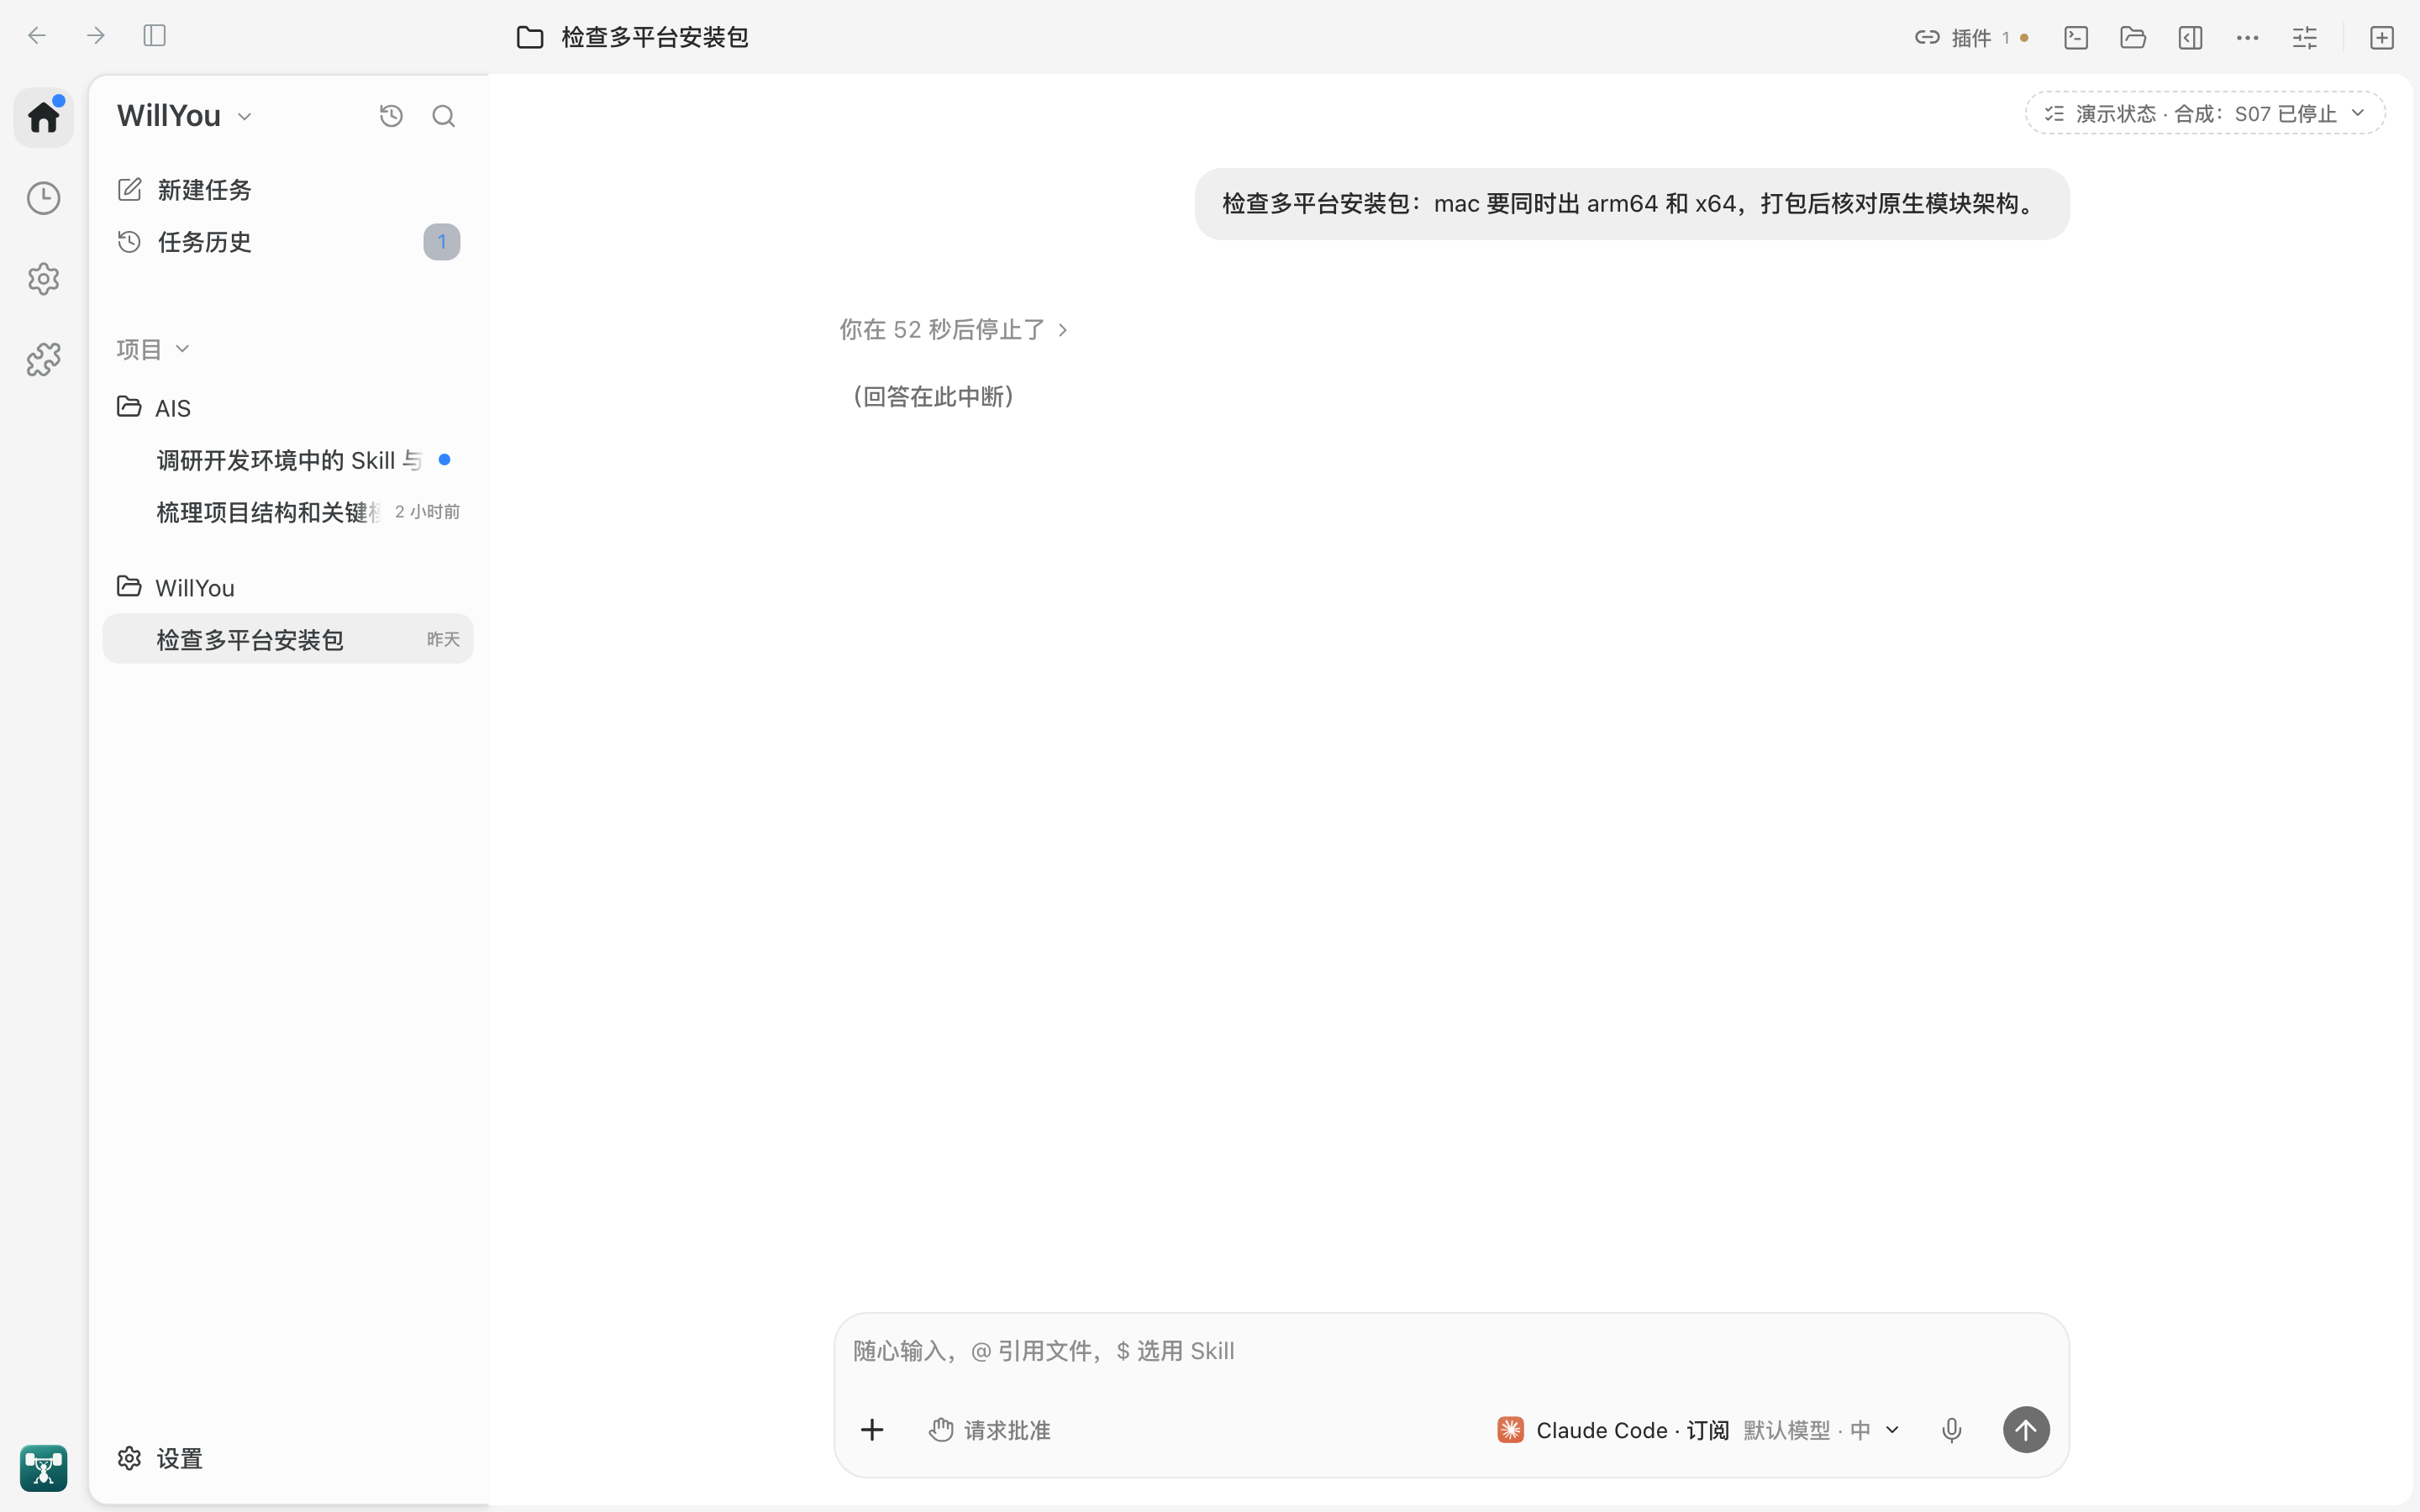 检查多平台安装包
插件 1
WillYou
演示状态 · 合成：S07 已停止
新建任务
任务历史
1
项目
AIS
调研开发环境中的 Skill 与
梳理项目结构和关键
2 小时前
WillYou
检查多平台安装包
昨天
设置
检查多平台安装包：mac 要同时出 arm64 和 x64，打包后核对原生模块架构。
你在 52 秒后停止了
（回答在此中断）
随心输入，@ 引用文件，$ 选用 Skill
请求批准
Claude Code · 订阅 默认模型 · 中